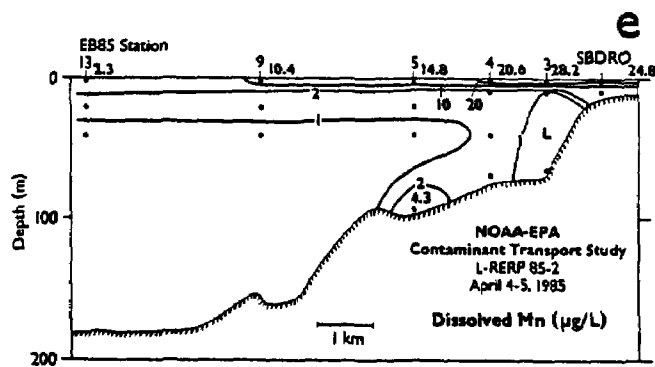 e
EB85 Station
SBDRO
13 9 5 4 3
2.3 10.4 14.8 20.6 28.2 24.8
0
2
10 20
1
L
2
4.3
100
Depth (m)
NOAA-EPA
Contaminant Transport Study
L-RERP 85-2
April 4-5, 1985
Dissolved Mn (µg/L)
1 km
200